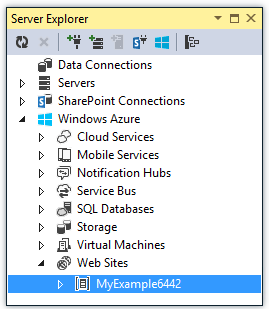 Server Explorer
Data Connections
Servers
SharePoint Connections
Windows Azure
Cloud Services
Mobile Services
Notification Hubs
Service Bus
SQL Databases
Storage
Virtual Machines
Web Sites
MyExample6442